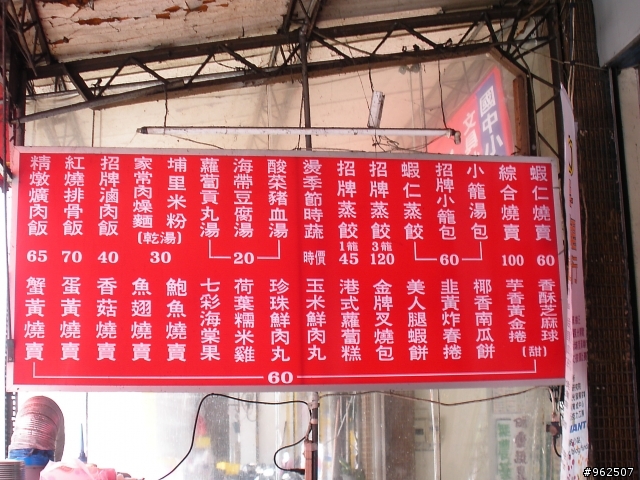 蝦仁燒賣 60
綜合燒賣 100
小籠湯包
招牌小籠包
蝦仁蒸餃
60
招牌蒸餃 3籠 120
招牌蒸餃 1籠 45
燙季節時蔬 時價
酸菜豬血湯
海帶豆腐湯
蘿蔔貢丸湯
20
埔里米粉
家常肉燥麵
(乾湯)
30
招牌滷肉飯 40
紅燒排骨飯 70
精燉爌肉飯 65
香酥芝麻球
芋香黃金捲
(甜)
椰香南瓜餅
韭黃炸春捲
美人腿蝦餅
金牌叉燒包
港式蘿蔔糕
玉米鮮肉丸
珍珠鮮肉丸
荷葉糯米雞
七彩海棠果
鮑魚燒賣
魚翅燒賣
香菇燒賣
蛋黃燒賣
蟹黃燒賣
60
國中小
文
#962507